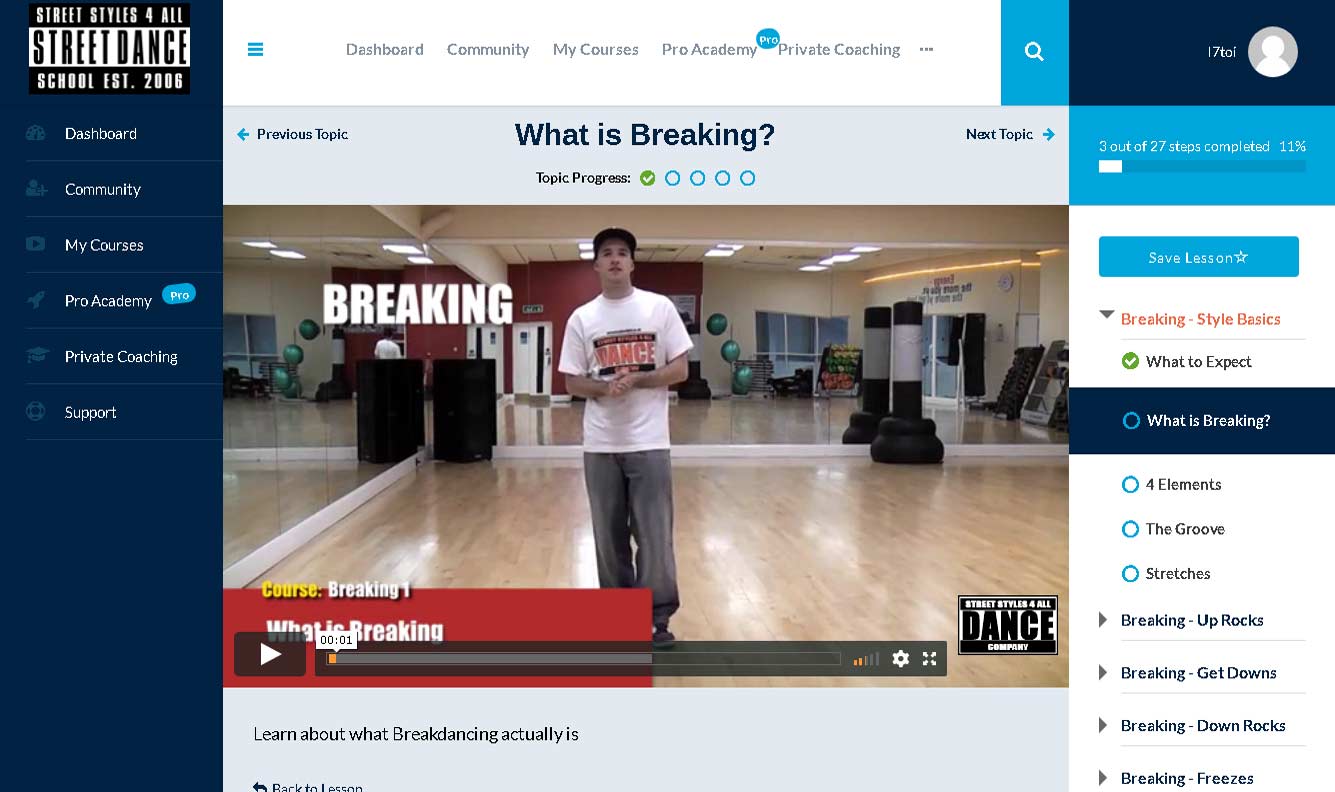 STREET STYLES 4 ALL
STREET DANCE
SCHOOL EST. 2006
Dashboard
Community
My Courses
Pro Academy Pro
Private Coaching
Support
Dashboard Community My Courses Pro Academy Pro Private Coaching ...
l7toi
Previous Topic
What is Breaking?
Next Topic
Topic Progress:
BREAKING
STREET STYLES 4 ALL
DANCE
Course: Breaking 1
What is Breaking
00:01
STREET STYLES 4 ALL
DANCE
COMPANY
Learn about what Breakdancing actually is
Back to Lesson
3 out of 27 steps completed 11%
Save Lesson
Breaking - Style Basics
What to Expect
What is Breaking?
4 Elements
The Groove
Stretches
Breaking - Up Rocks
Breaking - Get Downs
Breaking - Down Rocks
Breaking - Freezes